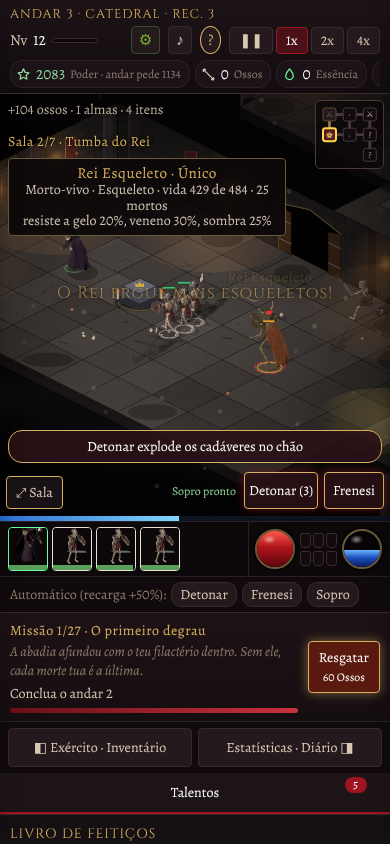 ANDAR 3 · CATEDRAL · REC. 3
Nv 12
?
1x
2x
4x
2083 Poder · andar pede 1134
0 Ossos
0 Essência
+104 ossos · 1 almas · 4 itens
Sala 2/7 · Tumba do Rei
?
?
Rei Esqueleto · Único
Morto-vivo · Esqueleto · vida 429 de 484 · 25
mortos
resiste a gelo 20%, veneno 30%, sombra 25%
Rei Esqueleto
O Rei ergue mais esqueletos!
Detonar explode os cadáveres no chão
Sala
Sopro pronto
Detonar (3)
Frenesi
Automático (recarga +50%):
Detonar
Frenesi
Sopro
Missão 1/27 · O primeiro degrau
A abadia afundou com o teu filactério dentro. Sem ele,
cada morte tua é a última.
Conclua o andar 2
Resgatar
60 Ossos
Exército · Inventário
Estatísticas · Diário
Talentos
5
LIVRO DE FEITIÇOS